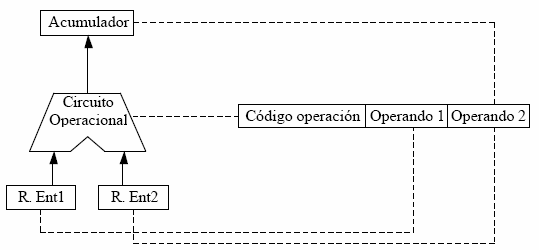 Acumulador
Circuito
Operacional
Código operación Operando 1 Operando 2
R. Ent1 R. Ent2